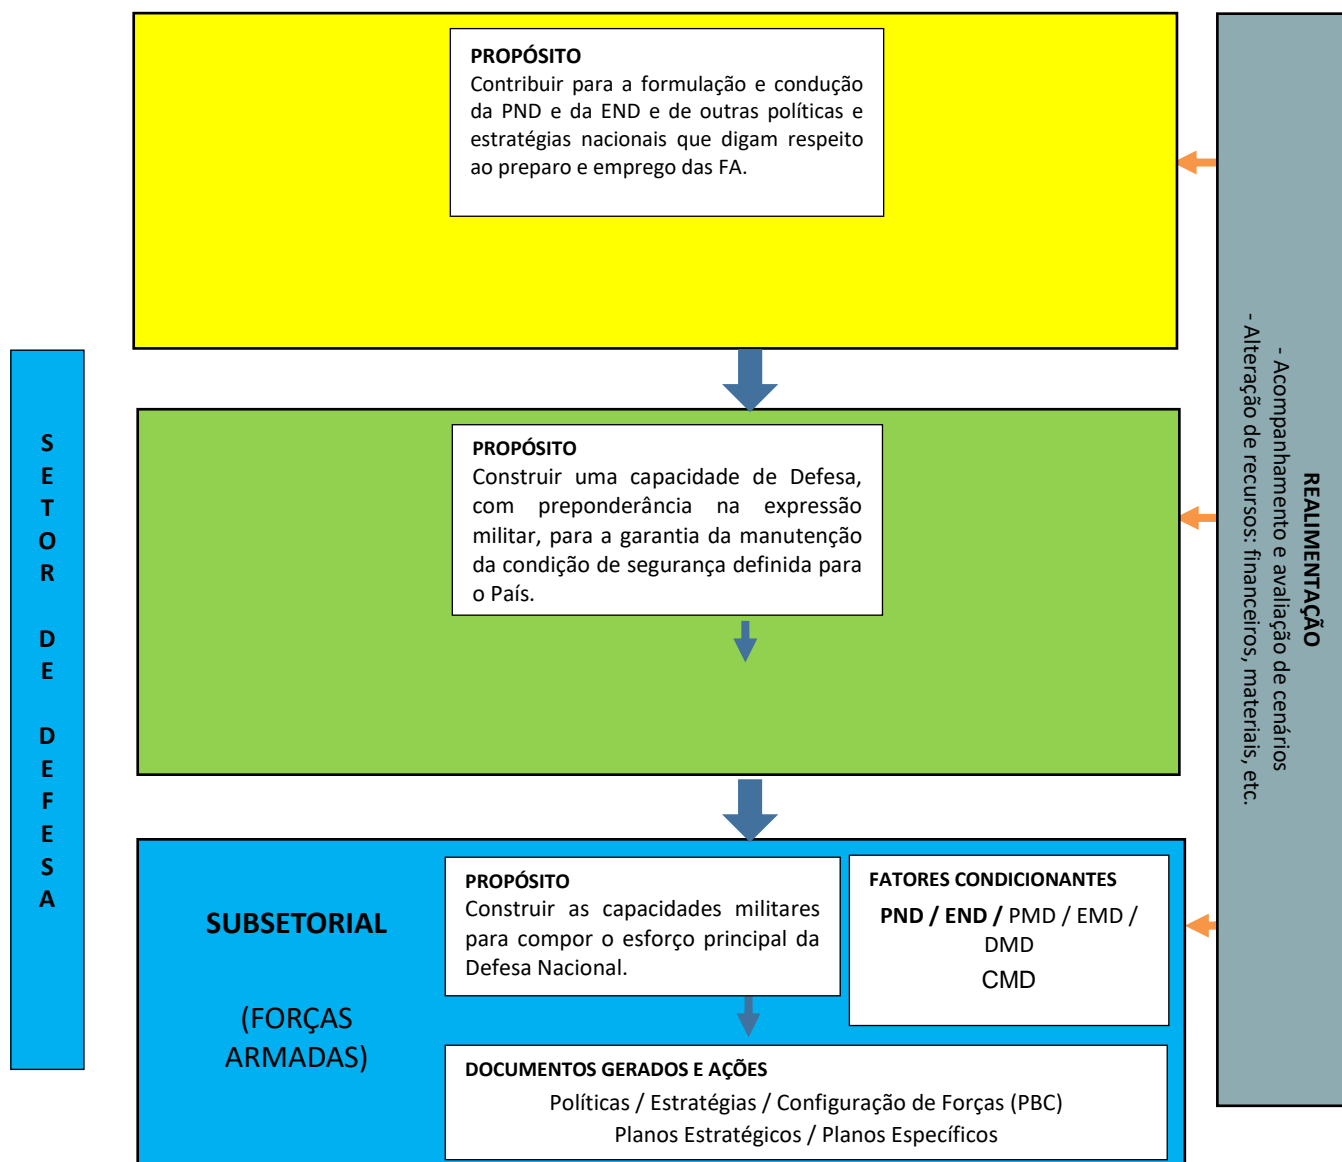 PROPÓSITO
Contribuir para a formulação e condução
da PND e da END e de outras políticas e
estratégias nacionais que digam respeito
ao preparo e emprego das FA.
SETOR DE DEFESA
PROPÓSITO
Construir uma capacidade de Defesa,
com preponderância na expressão
militar, para a garantia da manutenção
da condição de segurança definida para
o País.
SUBSETORIAL
(FORÇAS
ARMADAS)
PROPÓSITO
Construir as capacidades militares
para compor o esforço principal da
Defesa Nacional.
FATORES CONDICIONANTES
PND / END / PMD / EMD /
DMD
CMD
DOCUMENTOS GERADOS E AÇÕES
Políticas / Estratégias / Configuração de Forças (PBC)
Planos Estratégicos / Planos Específicos
REALIMENTAÇÃO
- Acompanhamento e avaliação de cenários
- Alteração de recursos: financeiros, materiais, etc.